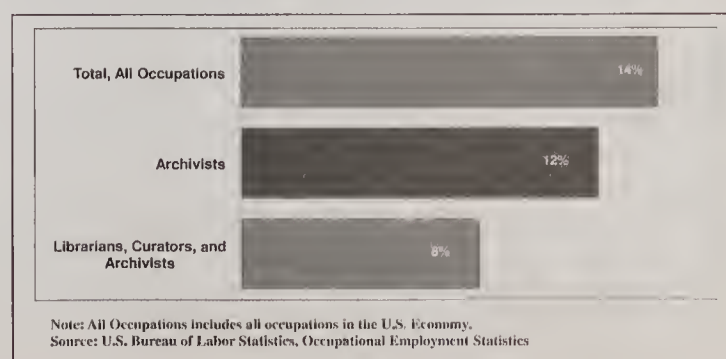 Total, All Occupations
14%
Archivists
12%
Librarians, Curators, and
Archivists
8%
Note: All Occupations includes all occupations in the U.S. Economy.
Source: U.S. Bureau of Labor Statistics, Occupational Employment Statistics